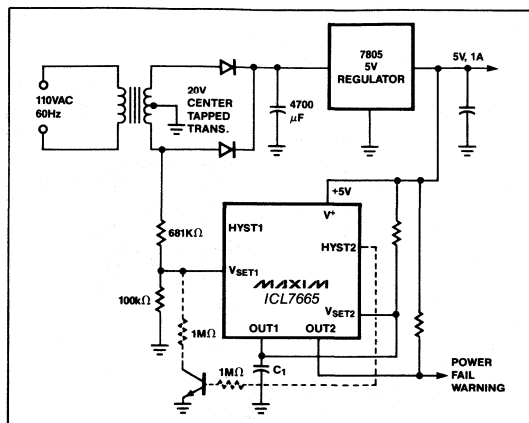 110VAC
60Hz
20V
CENTER
TAPPED
TRANS.
4700
µF
7805
5V
REGULATOR
5V, 1A
+5V
V+
HYST1
HYST2
681KΩ
VSET1
MAXIM
ICL7665
100kΩ
VSET2
OUT1
OUT2
1MΩ
1MΩ
C1
POWER
FAIL
WARNING